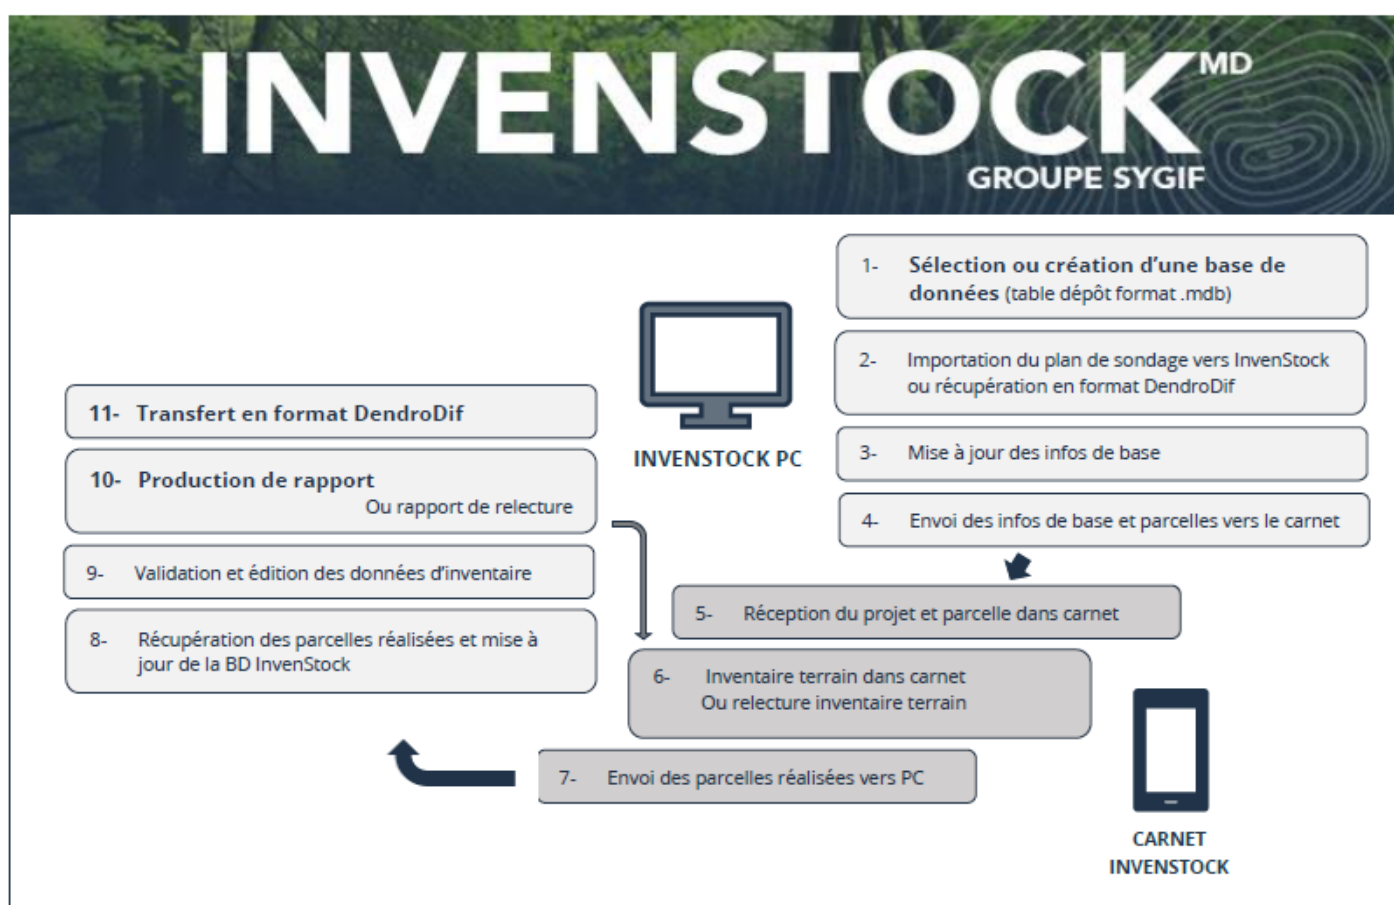 INVENSTOCK MD
GROUPE SYGIF
1- Sélection ou création d'une base de
données (table dépôt format .mdb)
2- Importation du plan de sondage vers InvenStock
ou récupération en format DendroDif
3- Mise à jour des infos de base
4- Envoi des infos de base et parcelles vers le carnet
INVENSTOCK PC
5- Réception du projet et parcelle dans carnet
6- Inventaire terrain dans carnet
Ou relecture inventaire terrain
7- Envoi des parcelles réalisées vers PC
CARNET
INVENSTOCK
11- Transfert en format DendroDif
10- Production de rapport
Ou rapport de relecture
9- Validation et édition des données d'inventaire
8- Récupération des parcelles réalisées et mise à
jour de la BD InvenStock